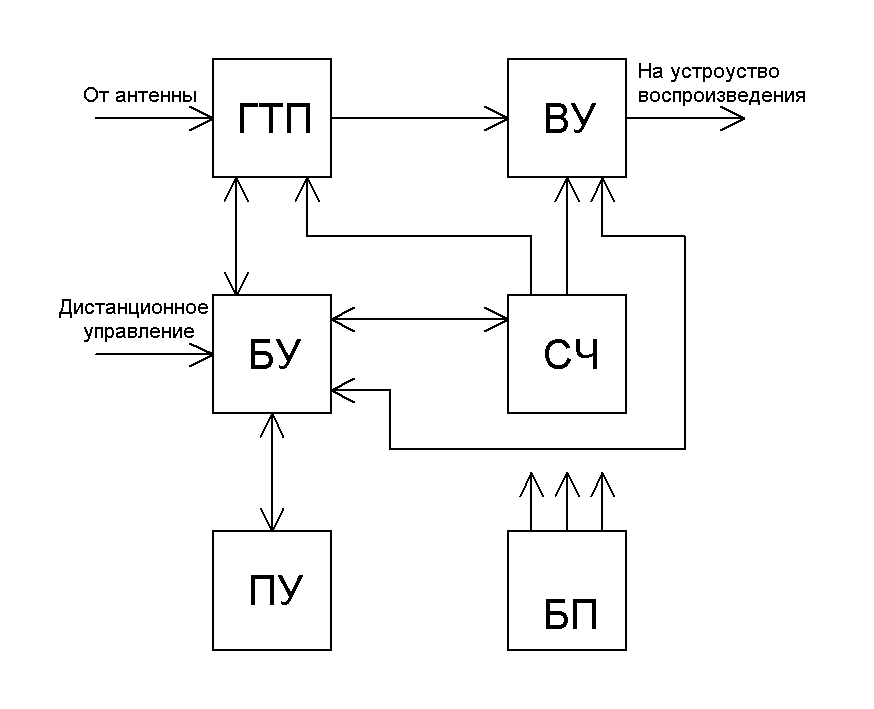 От антенны
ГТП
ВУ
На устроуство
воспроизведения
Дистанционное
управление
БУ
СЧ
ПУ
БП